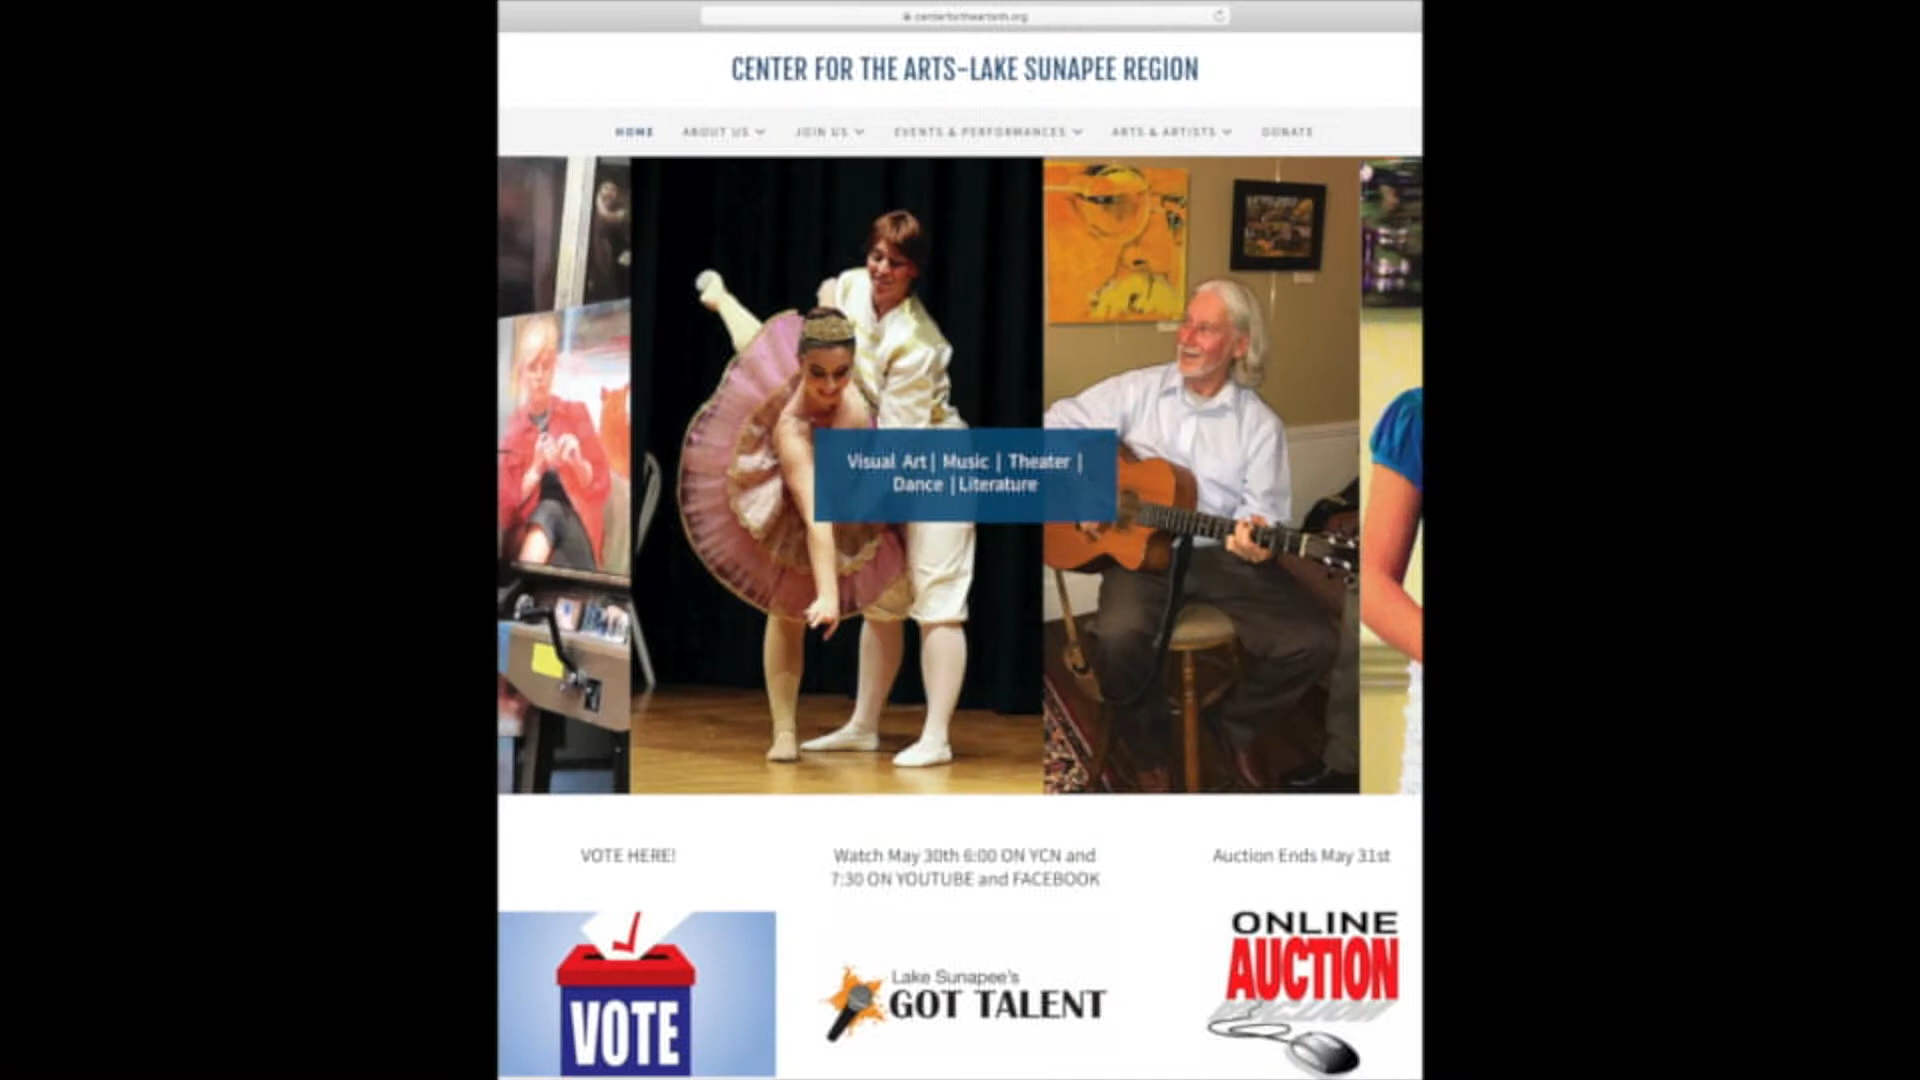 centerfortheartsnh.org
CENTER FOR THE ARTS-LAKE SUNAPEE REGION
HOME ABOUT US JOIN US EVENTS & PERFORMANCES ARTS & ARTISTS DONATE
Visual Art | Music | Theater |
Dance | Literature
VOTE HERE!
Watch May 30th 6:00 ON YCN and
7:30 ON YOUTUBE and FACEBOOK
Auction Ends May 31st
VOTE
Lake Sunapee's
GOT TALENT
ONLINE
AUCTION